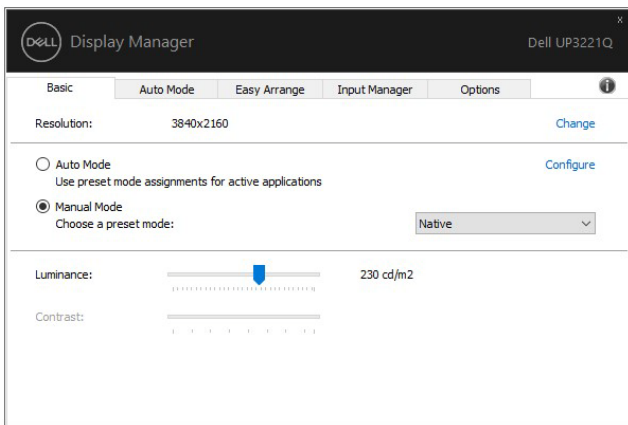 DELL Display Manager
Dell UP3221Q
x
Basic Auto Mode Easy Arrange Input Manager Options i
Resolution: 3840x2160 Change
Auto Mode Configure
Use preset mode assignments for active applications
Manual Mode
Choose a preset mode: Native
Luminance: 230 cd/m2
Contrast: